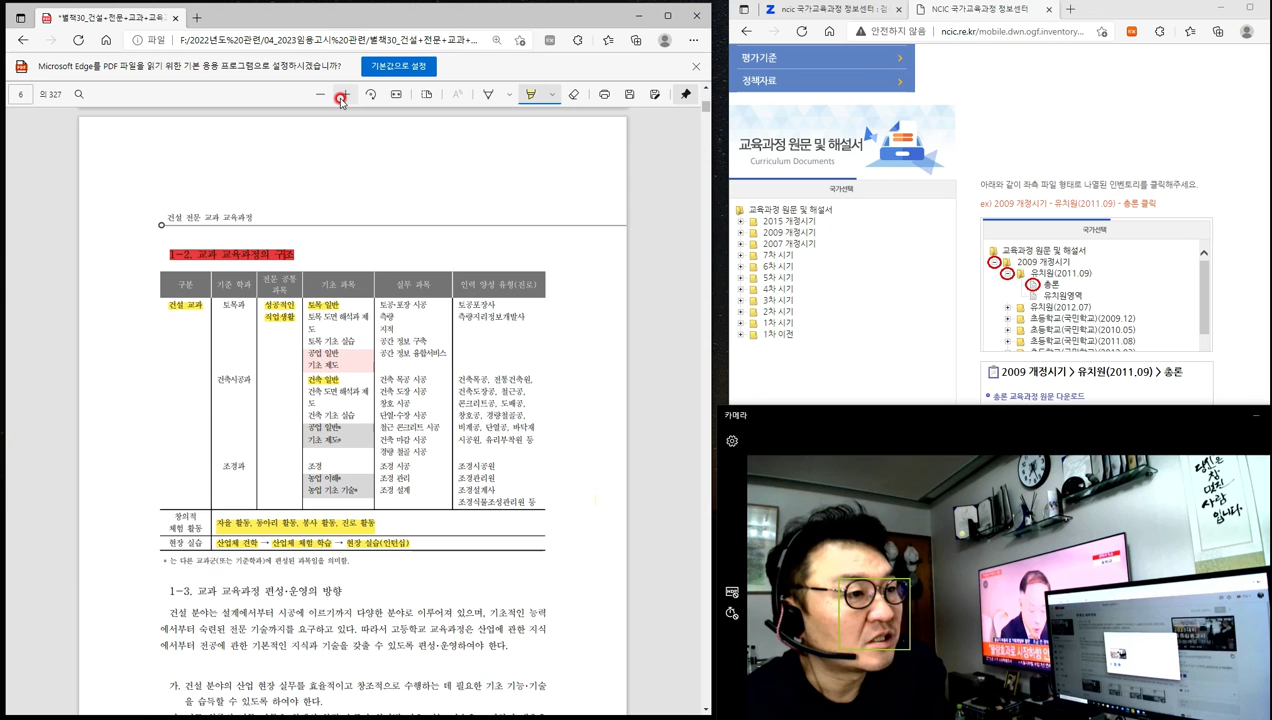 *별책30_건설+전문+교과+교육
파일
F:/2022년도%20관련/04_2023임용고시%20관련/별책30_건설+전문+교과+...
Microsoft Edge를 PDF 파일을 읽기 위한 기본 응용 프로그램으로 설정하시겠습니까?
기본값으로 설정
6 의 327
건설 전문 교과 교육과정
1-2. 교과 교육과정의 구조
구분 기준 학과 전문 공통 과목 기초 과목 실무 과목 인력 양성 유형(진로)
건설 교과 토목과 성공적인 토목 일반 토공·포장 시공 토공포장사
직업생활 토목 도면 해석과 제 측량 측량지리정보개발사
도 지적
토목 기초 실습 공간 정보 구축
공업 일반 공간 정보 융합서비스
기초 제도
건축시공과 건축 일반 건축 목공 시공 건축목공, 전통건축원,
건축 도면 해석과 제 건축 도장 시공 건축도장공, 철근공,
도 창호 시공 콘크리트공, 도배공,
건축 기초 실습 단열·수장 시공 창호공, 경량철골공,
공업 일반* 철근 콘크리트 시공 비계공, 단열공, 바닥재
기초 제도* 건축 마감 시공 시공원, 유리부착원 등
경량 철골 시공
조경과 조경 조경 시공 조경시공원
농업 이해* 조경 관리 조경관리원
농업 기초 기술* 조경 설계 조경설계사
조경식물조성관리원 등
창의적
체험 활동 자율 활동, 동아리 활동, 봉사 활동, 진로 활동
현장 실습 산업체 견학 → 산업체 체험 학습 → 현장 실습(인턴십)
* 는 다른 교과군(또는 기준학과)에 편성된 과목임을 의미함.
1-3. 교과 교육과정 편성·운영의 방향
건설 분야는 설계에서부터 시공에 이르기까지 다양한 분야로 이루어져 있으며, 기초적인 능력
에서부터 숙련된 전문 기술까지를 요구하고 있다. 따라서 고등학교 교육과정은 산업에 관한 지식
에서부터 전공에 관한 기본적인 지식과 기술을 갖출 수 있도록 편성·운영하여야 한다.
가. 건설 분야의 산업 현장 실무를 효율적이고 창조적으로 수행하는 데 필요한 기초 기능·기술
을 습득할 수 있도록 하여야 한다.
ncic 국가교육과정 정보센터 : 검
NCIC 국가교육과정 정보센터
안전하지 않음
ncic.re.kr/mobile.dwn.ogf.inventory...
평가기준
정책자료
교육과정 원문 및 해설서
Curriculum Documents
국가선택
교육과정 원문 및 해설서
2015 개정시기
2009 개정시기
2007 개정시기
7차 시기
6차 시기
5차 시기
4차 시기
3차 시기
2차 시기
1차 시기
1차 이전
아래와 같이 좌측 파일 형태로 나열된 인벤토리를 클릭해주세요.
ex) 2009 개정시기 - 유치원(2011.09) - 총론 클릭
국가선택
교육과정 원문 및 해설서
2009 개정시기
유치원(2011.09)
총론
유치원영역
유치원(2012.07)
초등학교(국민학교)(2009.12)
초등학교(국민학교)(2010.05)
초등학교(국민학교)(2011.08)
2009 개정시기 > 유치원(2011.09) > 총론
총론 교육과정 원문 다운로드
카메라
당신은
참
멋진
사람
입니다.